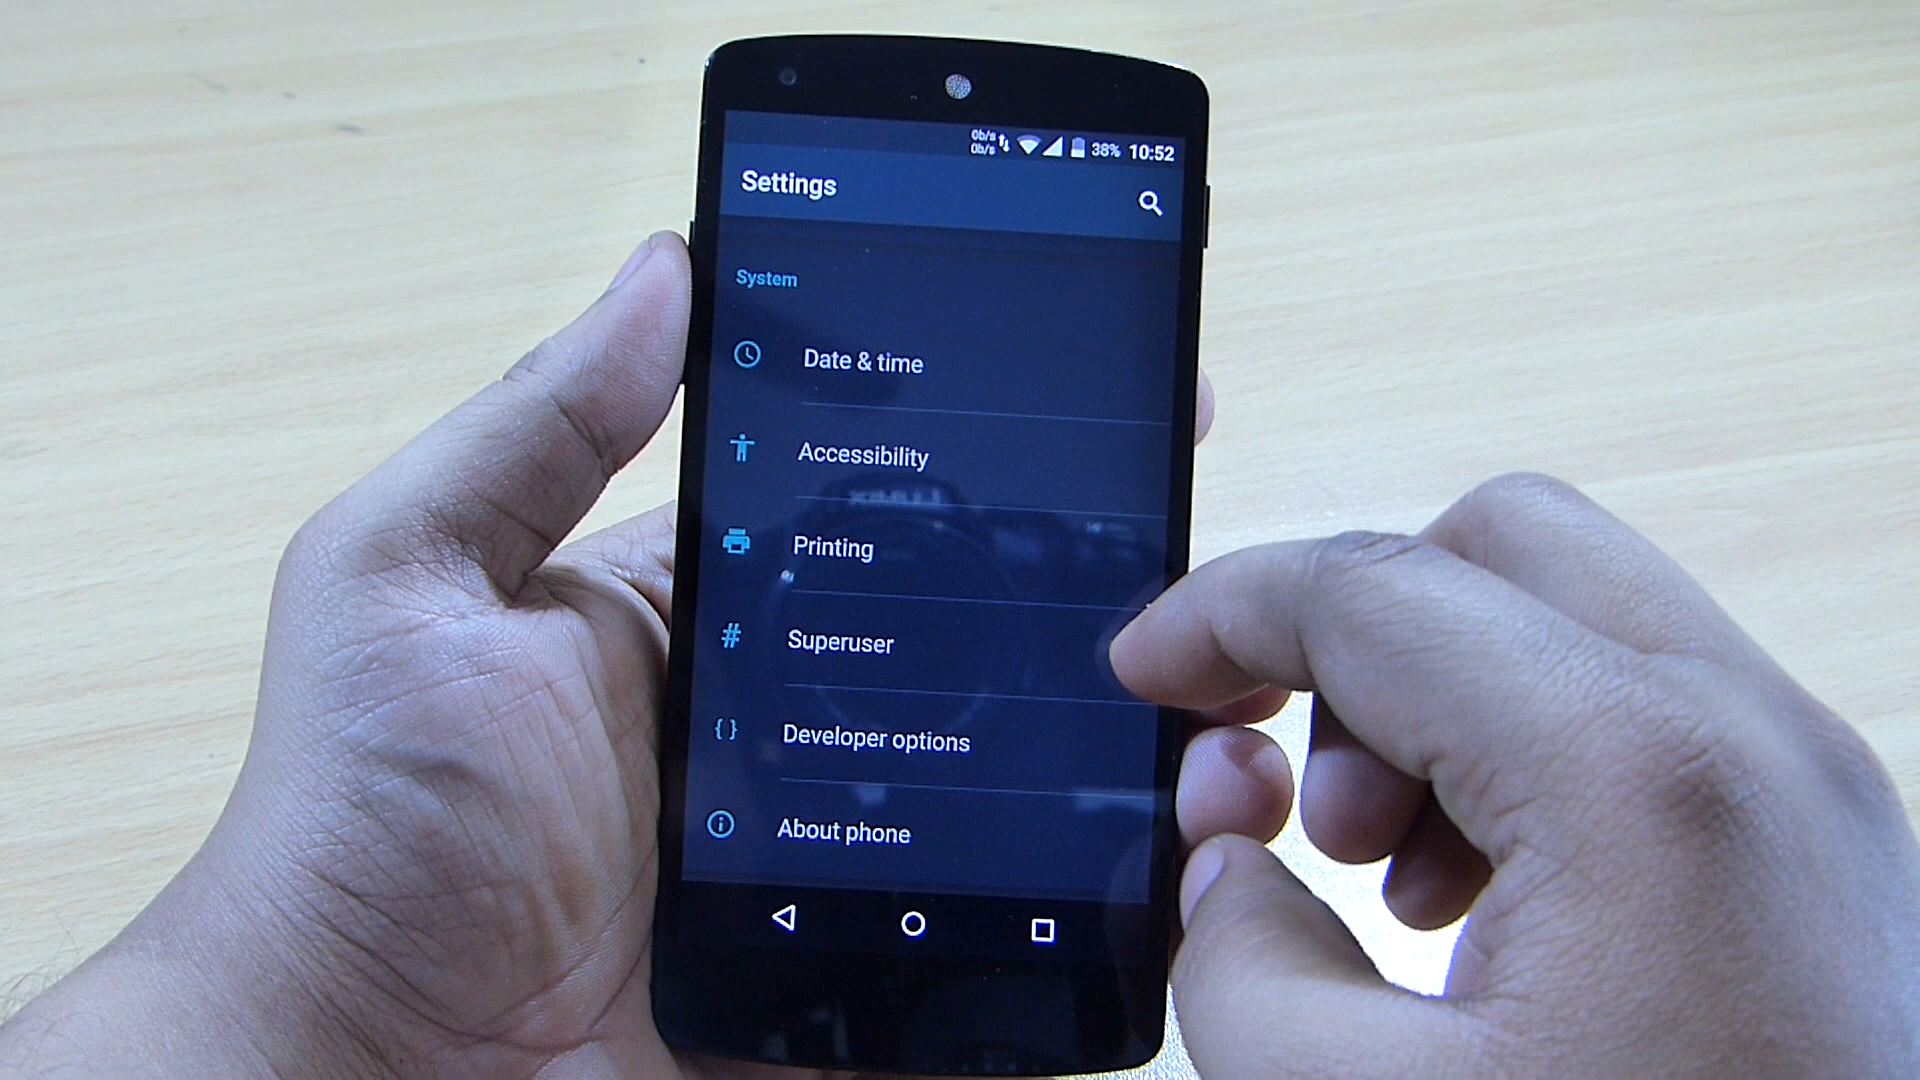 0b/s
0b/s
38% 10:52
Settings
System
Date & time
Accessibility
Printing
# Superuser
{ } Developer options
About phone